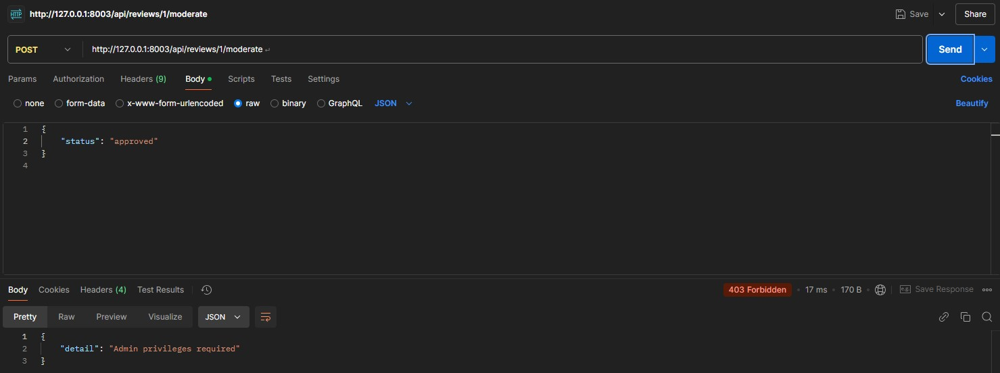 HTTP http://127.0.0.1:8003/api/reviews/1/moderate Save Share
POST http://127.0.0.1:8003/api/reviews/1/moderate ↵ Send
Params Authorization Headers (9) Body Scripts Tests Settings Cookies
none form-data x-www-form-urlencoded raw binary GraphQL JSON Beautify
1 {
2 "status": "approved"
3 }
4
Body Cookies Headers (4) Test Results 403 Forbidden • 17 ms • 170 B • e.g. Save Response
Pretty Raw Preview Visualize JSON
1 {
2 "detail": "Admin privileges required"
3 }